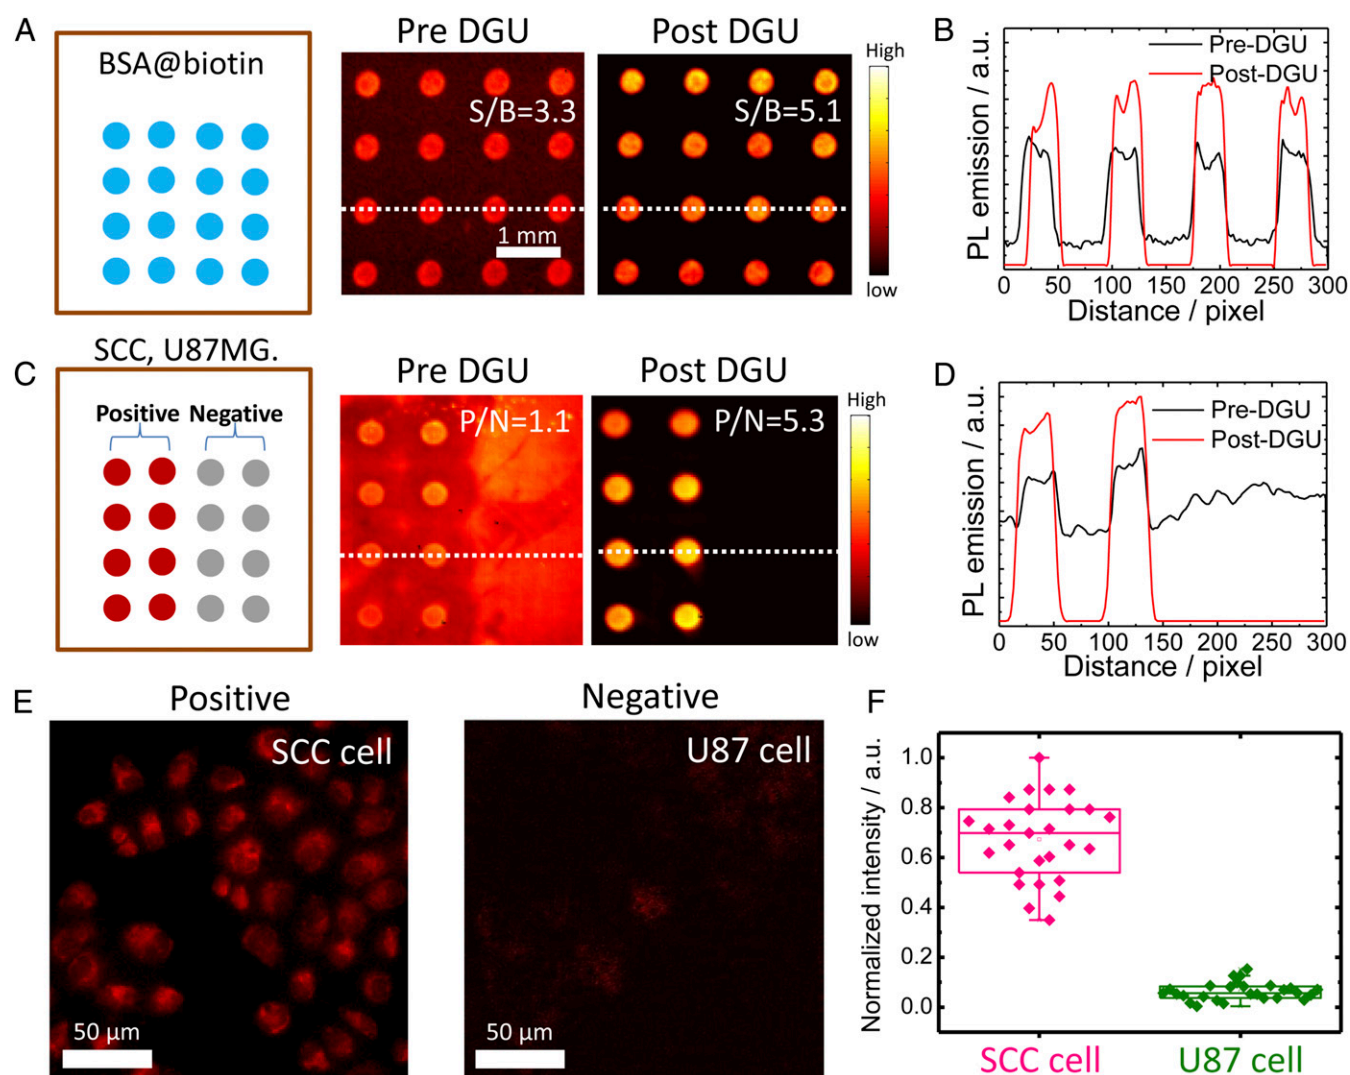 A
BSA@biotin
Pre DGU
S/B=3.3
1 mm
Post DGU
S/B=5.1
High
low
B
PL emission / a.u.
Pre-DGU
Post-DGU
0 50 100 150 200 250 300
Distance / pixel
C
SCC, U87MG.
Positive Negative
Pre DGU
P/N=1.1
Post DGU
P/N=5.3
High
low
D
PL emission / a.u.
Pre-DGU
Post-DGU
0 50 100 150 200 250 300
Distance / pixel
E
Positive
SCC cell
50 μm
Negative
U87 cell
50 μm
F
Normalized intensity / a.u.
1.0
0.8
0.6
0.4
0.2
0.0
SCC cell
U87 cell